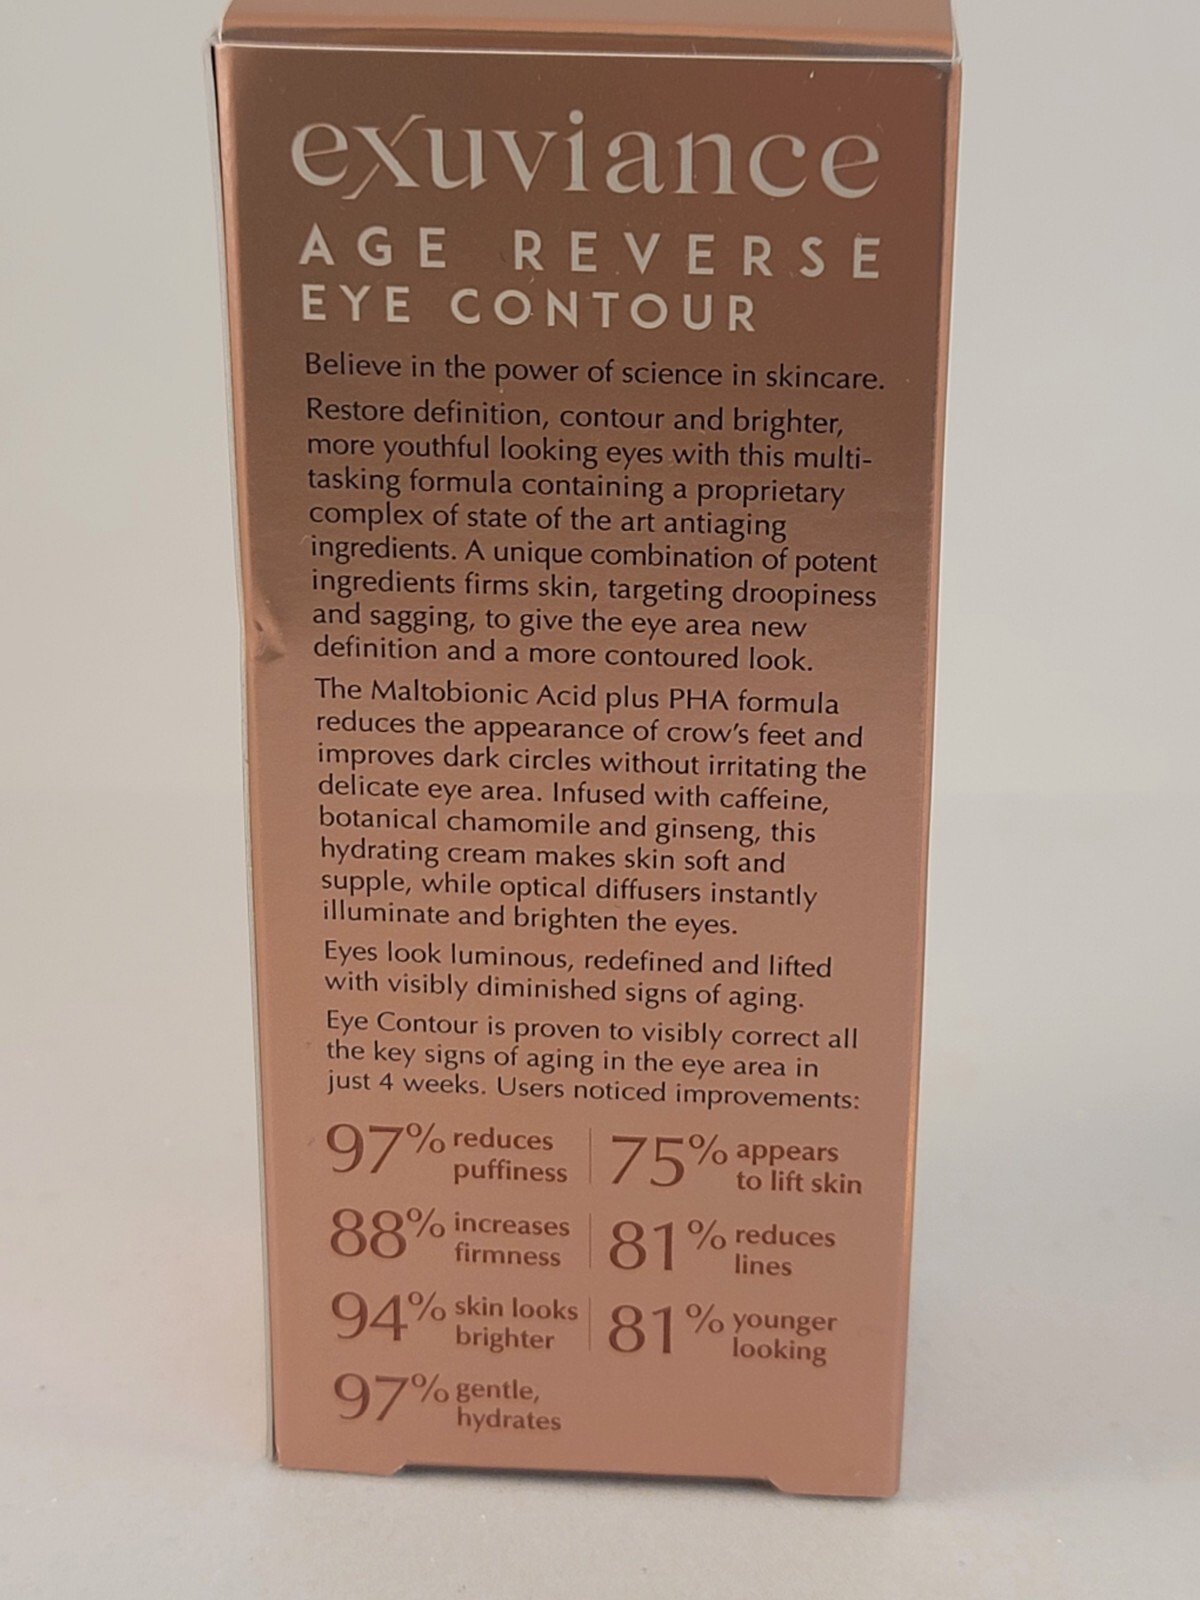 exuviance
AGE REVERSE
EYE CONTOUR
Believe in the power of science in skincare.
Restore definition, contour and brighter,
more youthful looking eyes with this multi-
tasking formula containing a proprietary
complex of state of the art antiaging
ingredients. A unique combination of potent
ingredients firms skin, targeting droopiness
and sagging, to give the eye area new
definition and a more contoured look.
The Maltobionic Acid plus PHA formula
reduces the appearance of crow's feet and
improves dark circles without irritating the
delicate eye area. Infused with caffeine,
botanical chamomile and ginseng, this
hydrating cream makes skin soft and
supple, while optical diffusers instantly
illuminate and brighten the eyes.
Eyes look luminous, redefined and lifted
with visibly diminished signs of aging.
Eye Contour is proven to visibly correct all
the key signs of aging in the eye area in
just 4 weeks. Users noticed improvements:
97% reduces
puffiness
75% appears
to lift skin
88% increases
firmness
81% reduces
lines
94% skin looks
brighter
81% younger
looking
97% gentle,
hydrates